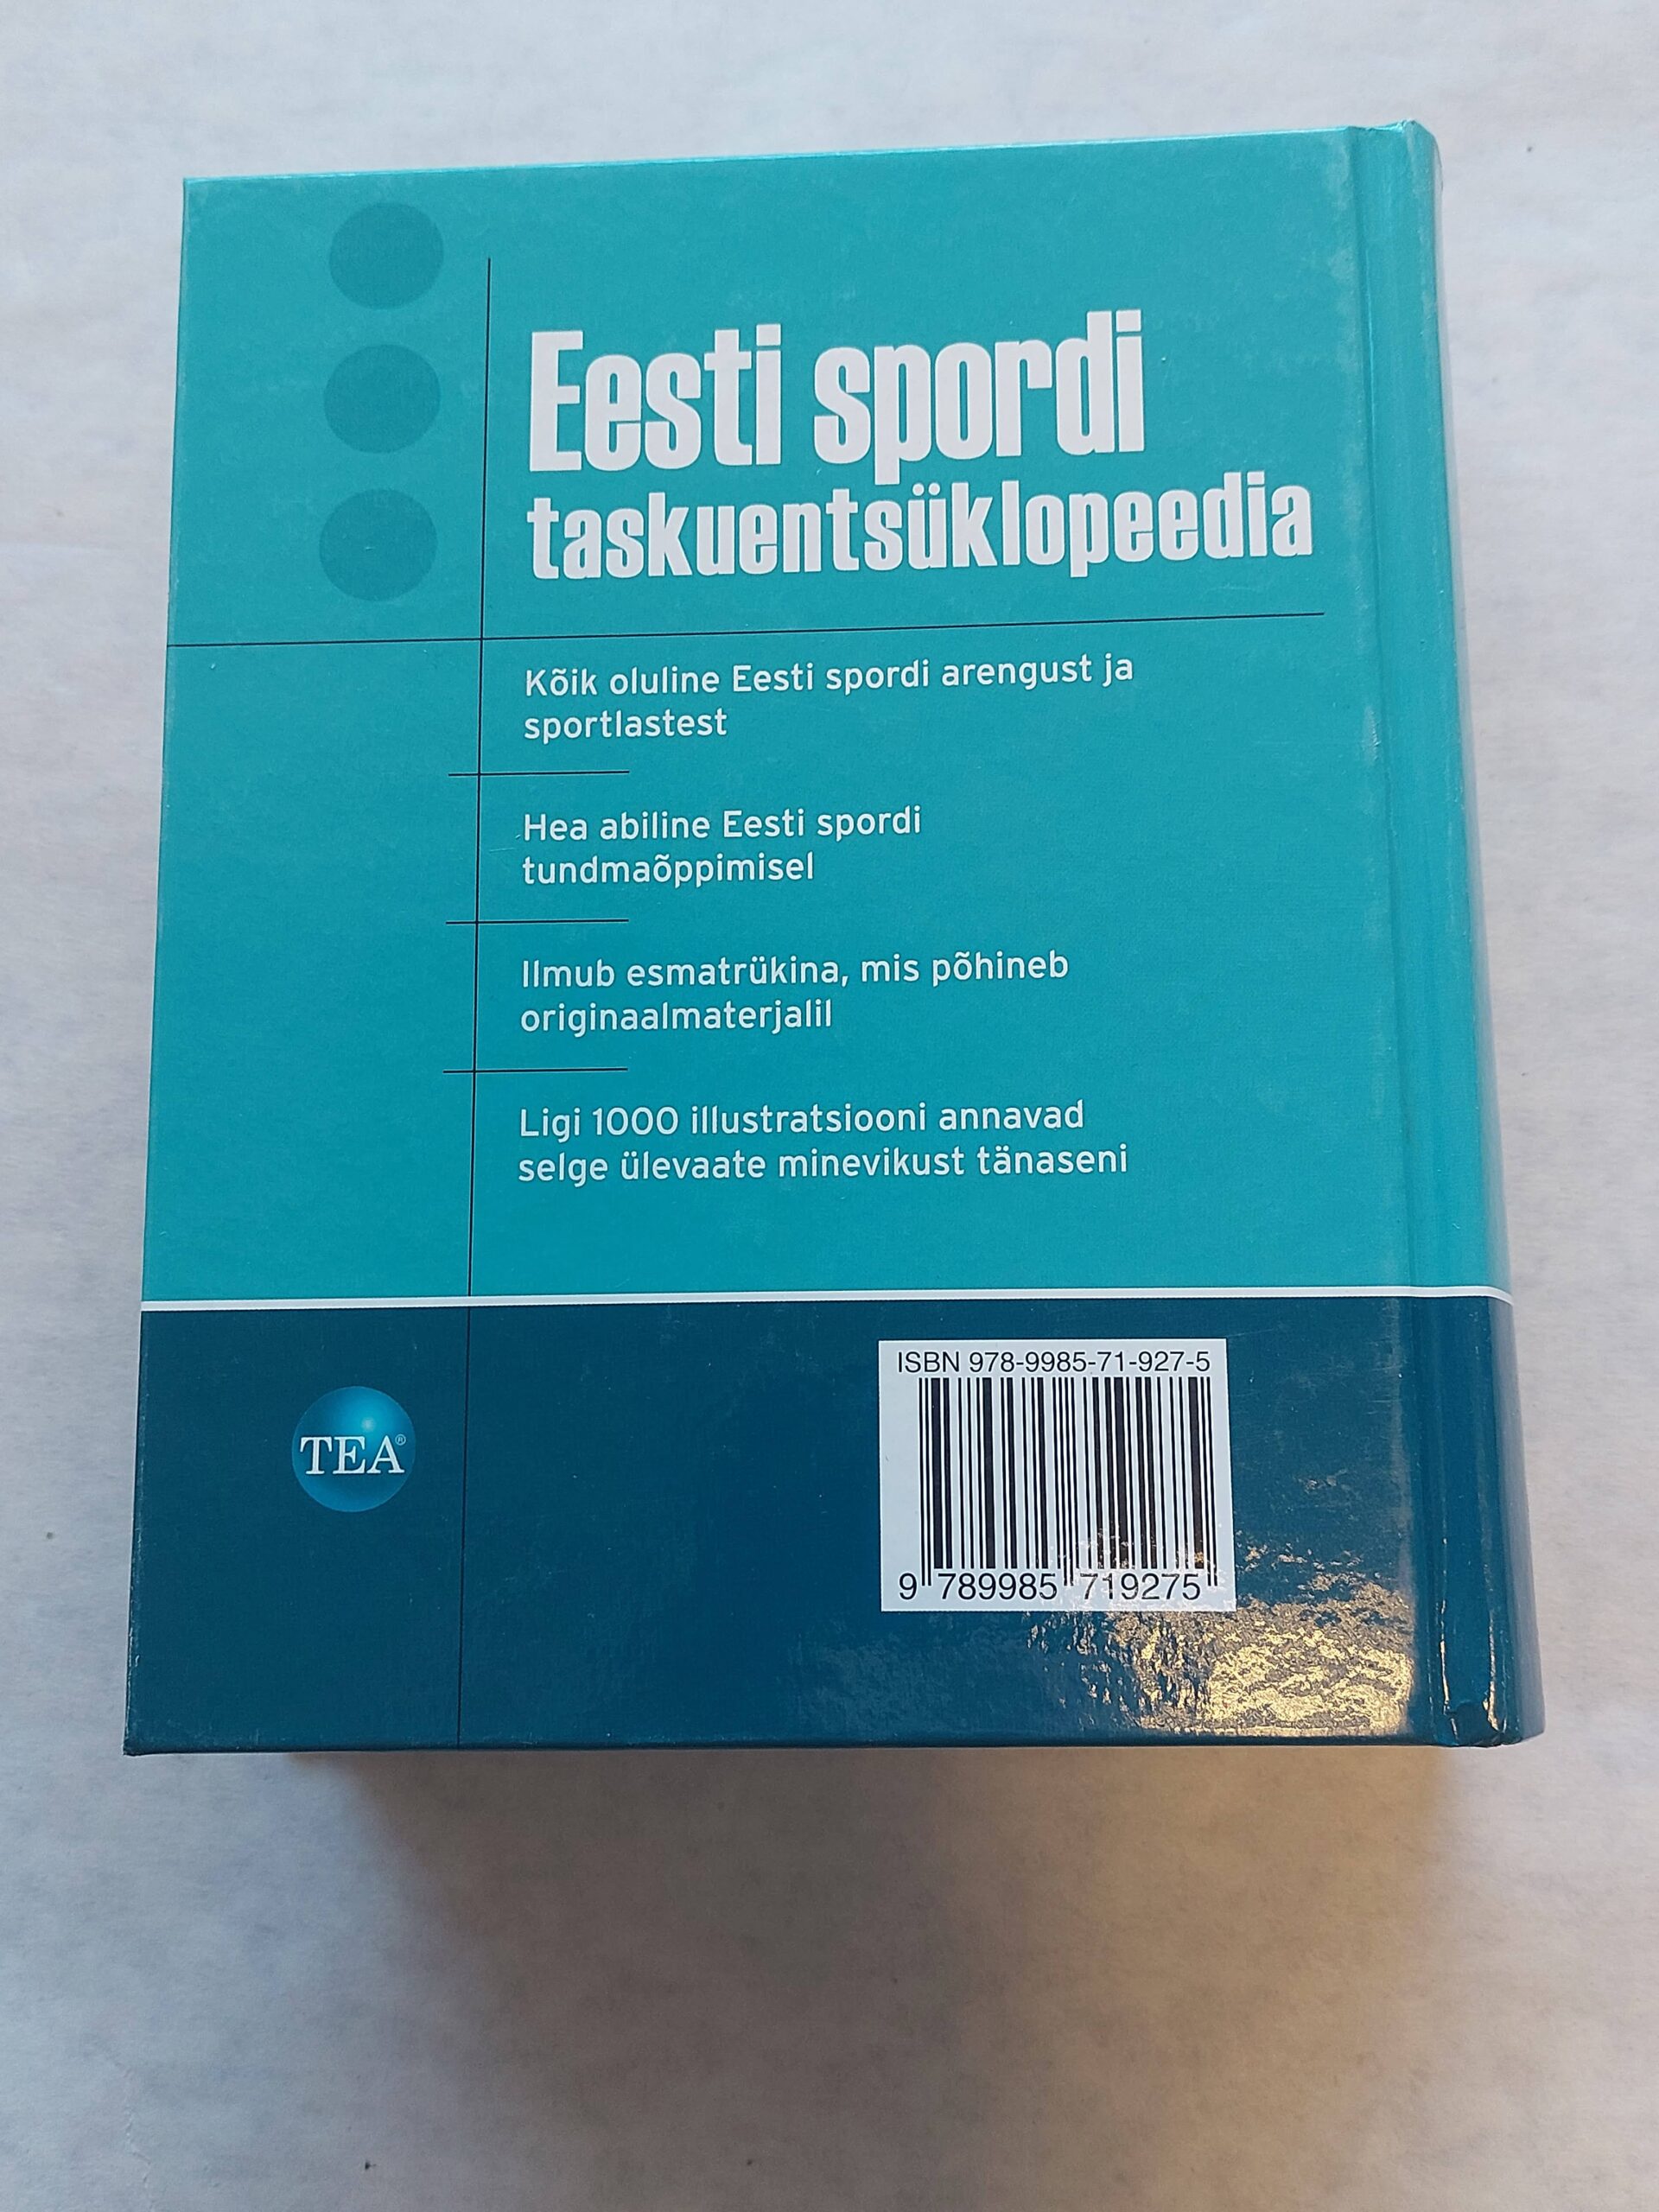 Eesti spordi
taskuentsüklopeedia
Kõik oluline Eesti spordi arengust ja
sportlastest
Hea abiline Eesti spordi
tundmaõppimisel
Ilmub esmatrükina, mis põhineb
originaalmaterjalil
Ligi 1000 illustratsiooni annavad
selge ülevaate minevikust tänaseni
TEA®
ISBN 978-9985-71-927-5
9 789985 719275